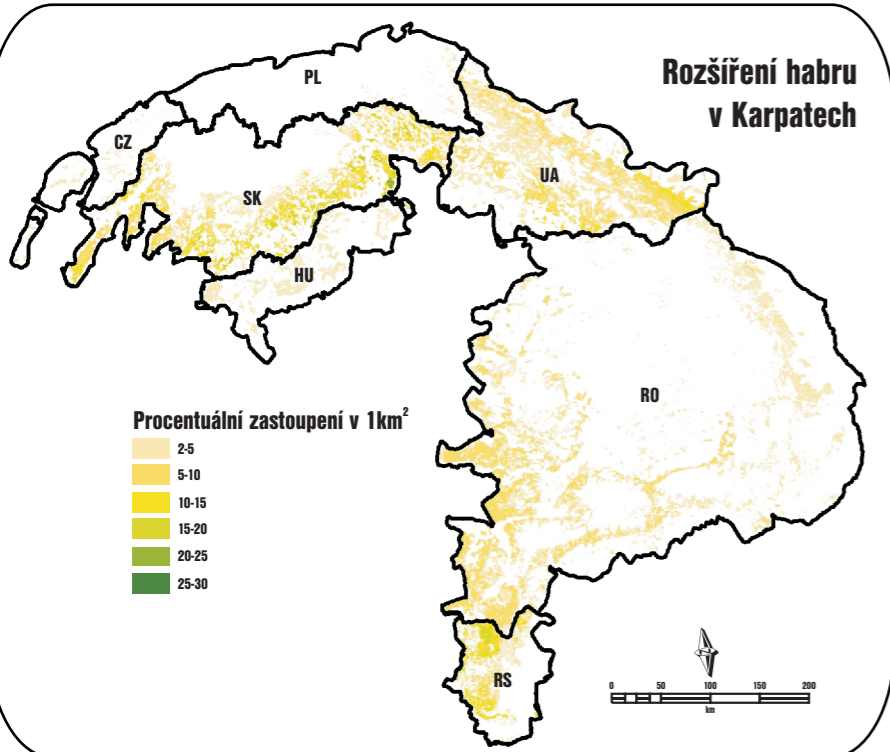 Rozšíření habru
v Karpatech
PL
CZ
SK
UA
HU
RO
RS
Procentuální zastoupení v 1km²
2-5
5-10
10-15
15-20
20-25
25-30
0 50 100 150 200
km